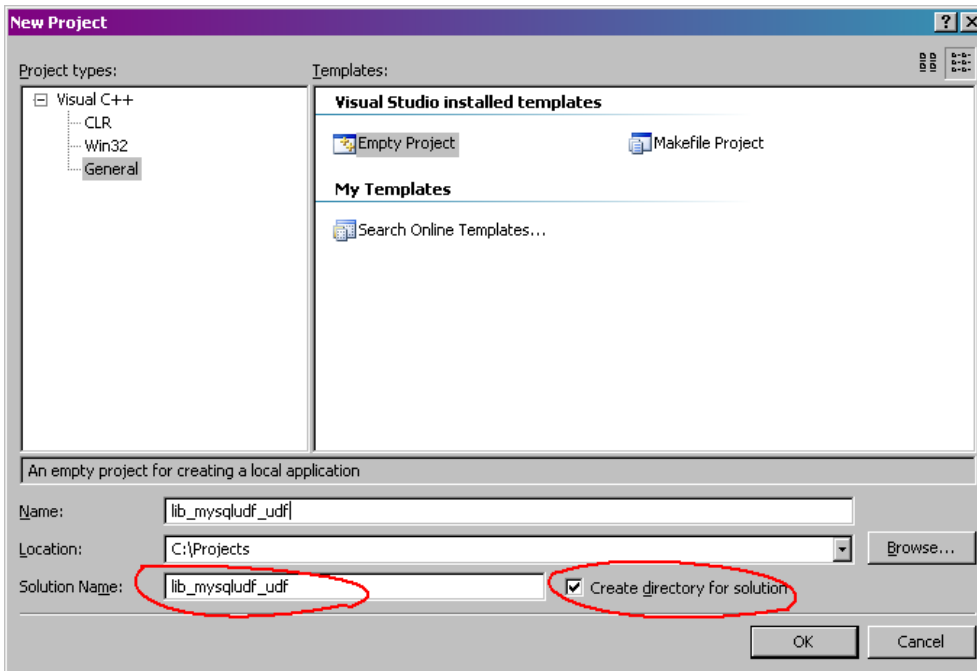 New Project
Project types:
Templates:
Visual C++
CLR
Win32
General
Visual Studio installed templates
Empty Project
Makefile Project
My Templates
Search Online Templates...
An empty project for creating a local application
Name:
lib_mysqludf_udf
Location:
C:\Projects
Browse...
Solution Name:
lib_mysqludf_udf
Create directory for solution
OK
Cancel